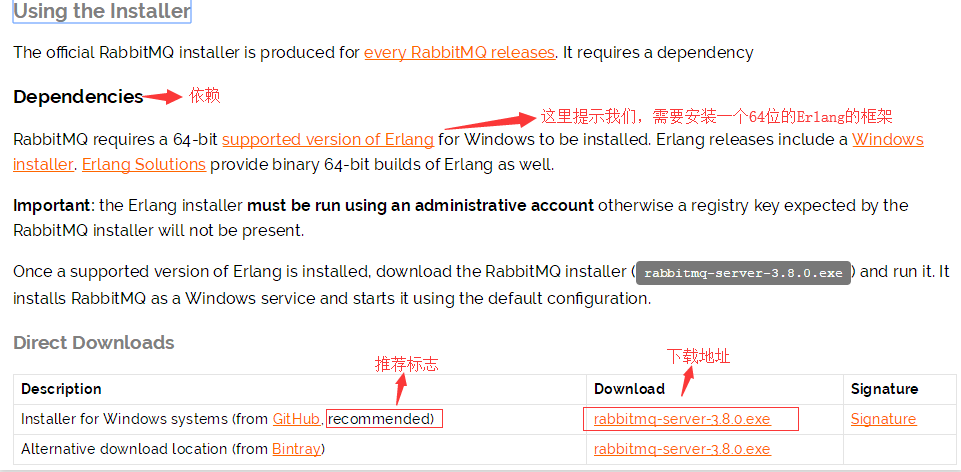 Using the Installer
The official RabbitMQ installer is produced for every RabbitMQ releases. It requires a dependency
Dependencies 依赖
这里提示我们，需要安装一个64位的Erlang的框架
RabbitMQ requires a 64-bit supported version of Erlang for Windows to be installed. Erlang releases include a Windows
installer. Erlang Solutions provide binary 64-bit builds of Erlang as well.
Important: the Erlang installer must be run using an administrative account otherwise a registry key expected by the
RabbitMQ installer will not be present.
Once a supported version of Erlang is installed, download the RabbitMQ installer ( rabbitmq-server-3.8.0.exe ) and run it. It
installs RabbitMQ as a Windows service and starts it using the default configuration.
Direct Downloads
推荐标志 下载地址
Description Download Signature
Installer for Windows systems (from GitHub, recommended) rabbitmq-server-3.8.0.exe Signature
Alternative download location (from Bintray) rabbitmq-server-3.8.0.exe